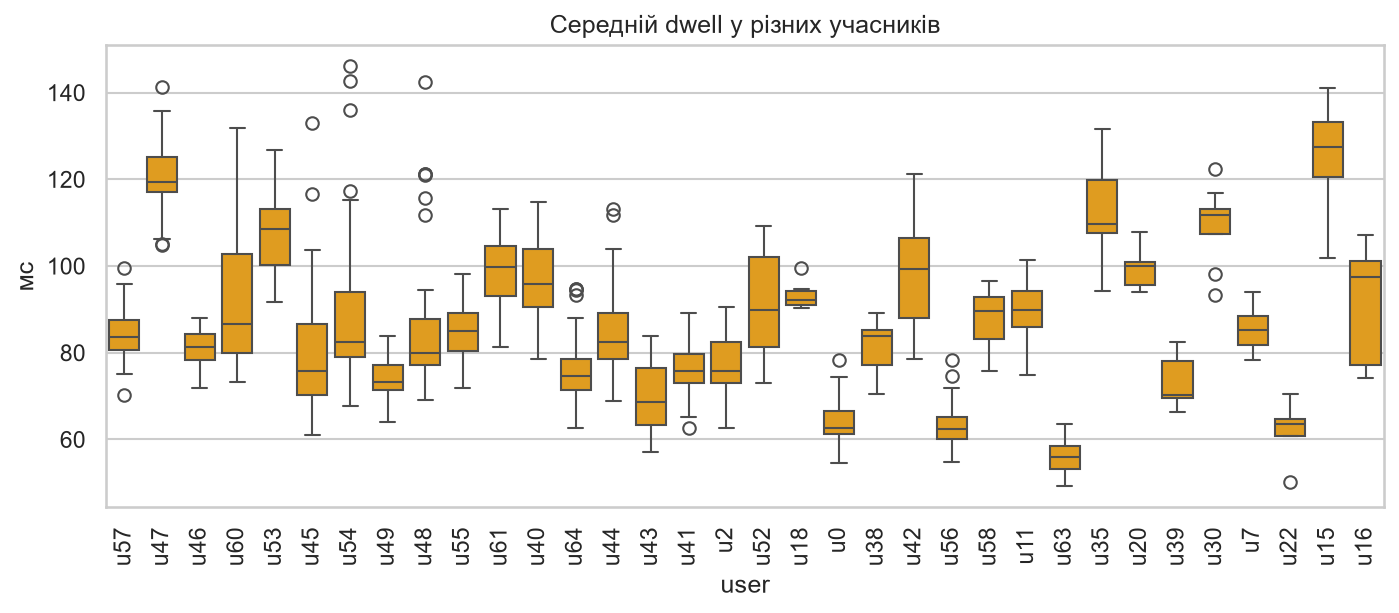 Середній dwell у різних учасників
мс
140
120
100
80
60
u57 u47 u46 u60 u53 u45 u54 u49 u48 u55 u61 u40 u64 u44 u43 u41 u2 u52 u18 u0 u38 u42 u56 u58 u11 u63 u35 u20 u39 u30 u7 u22 u15 u16
user